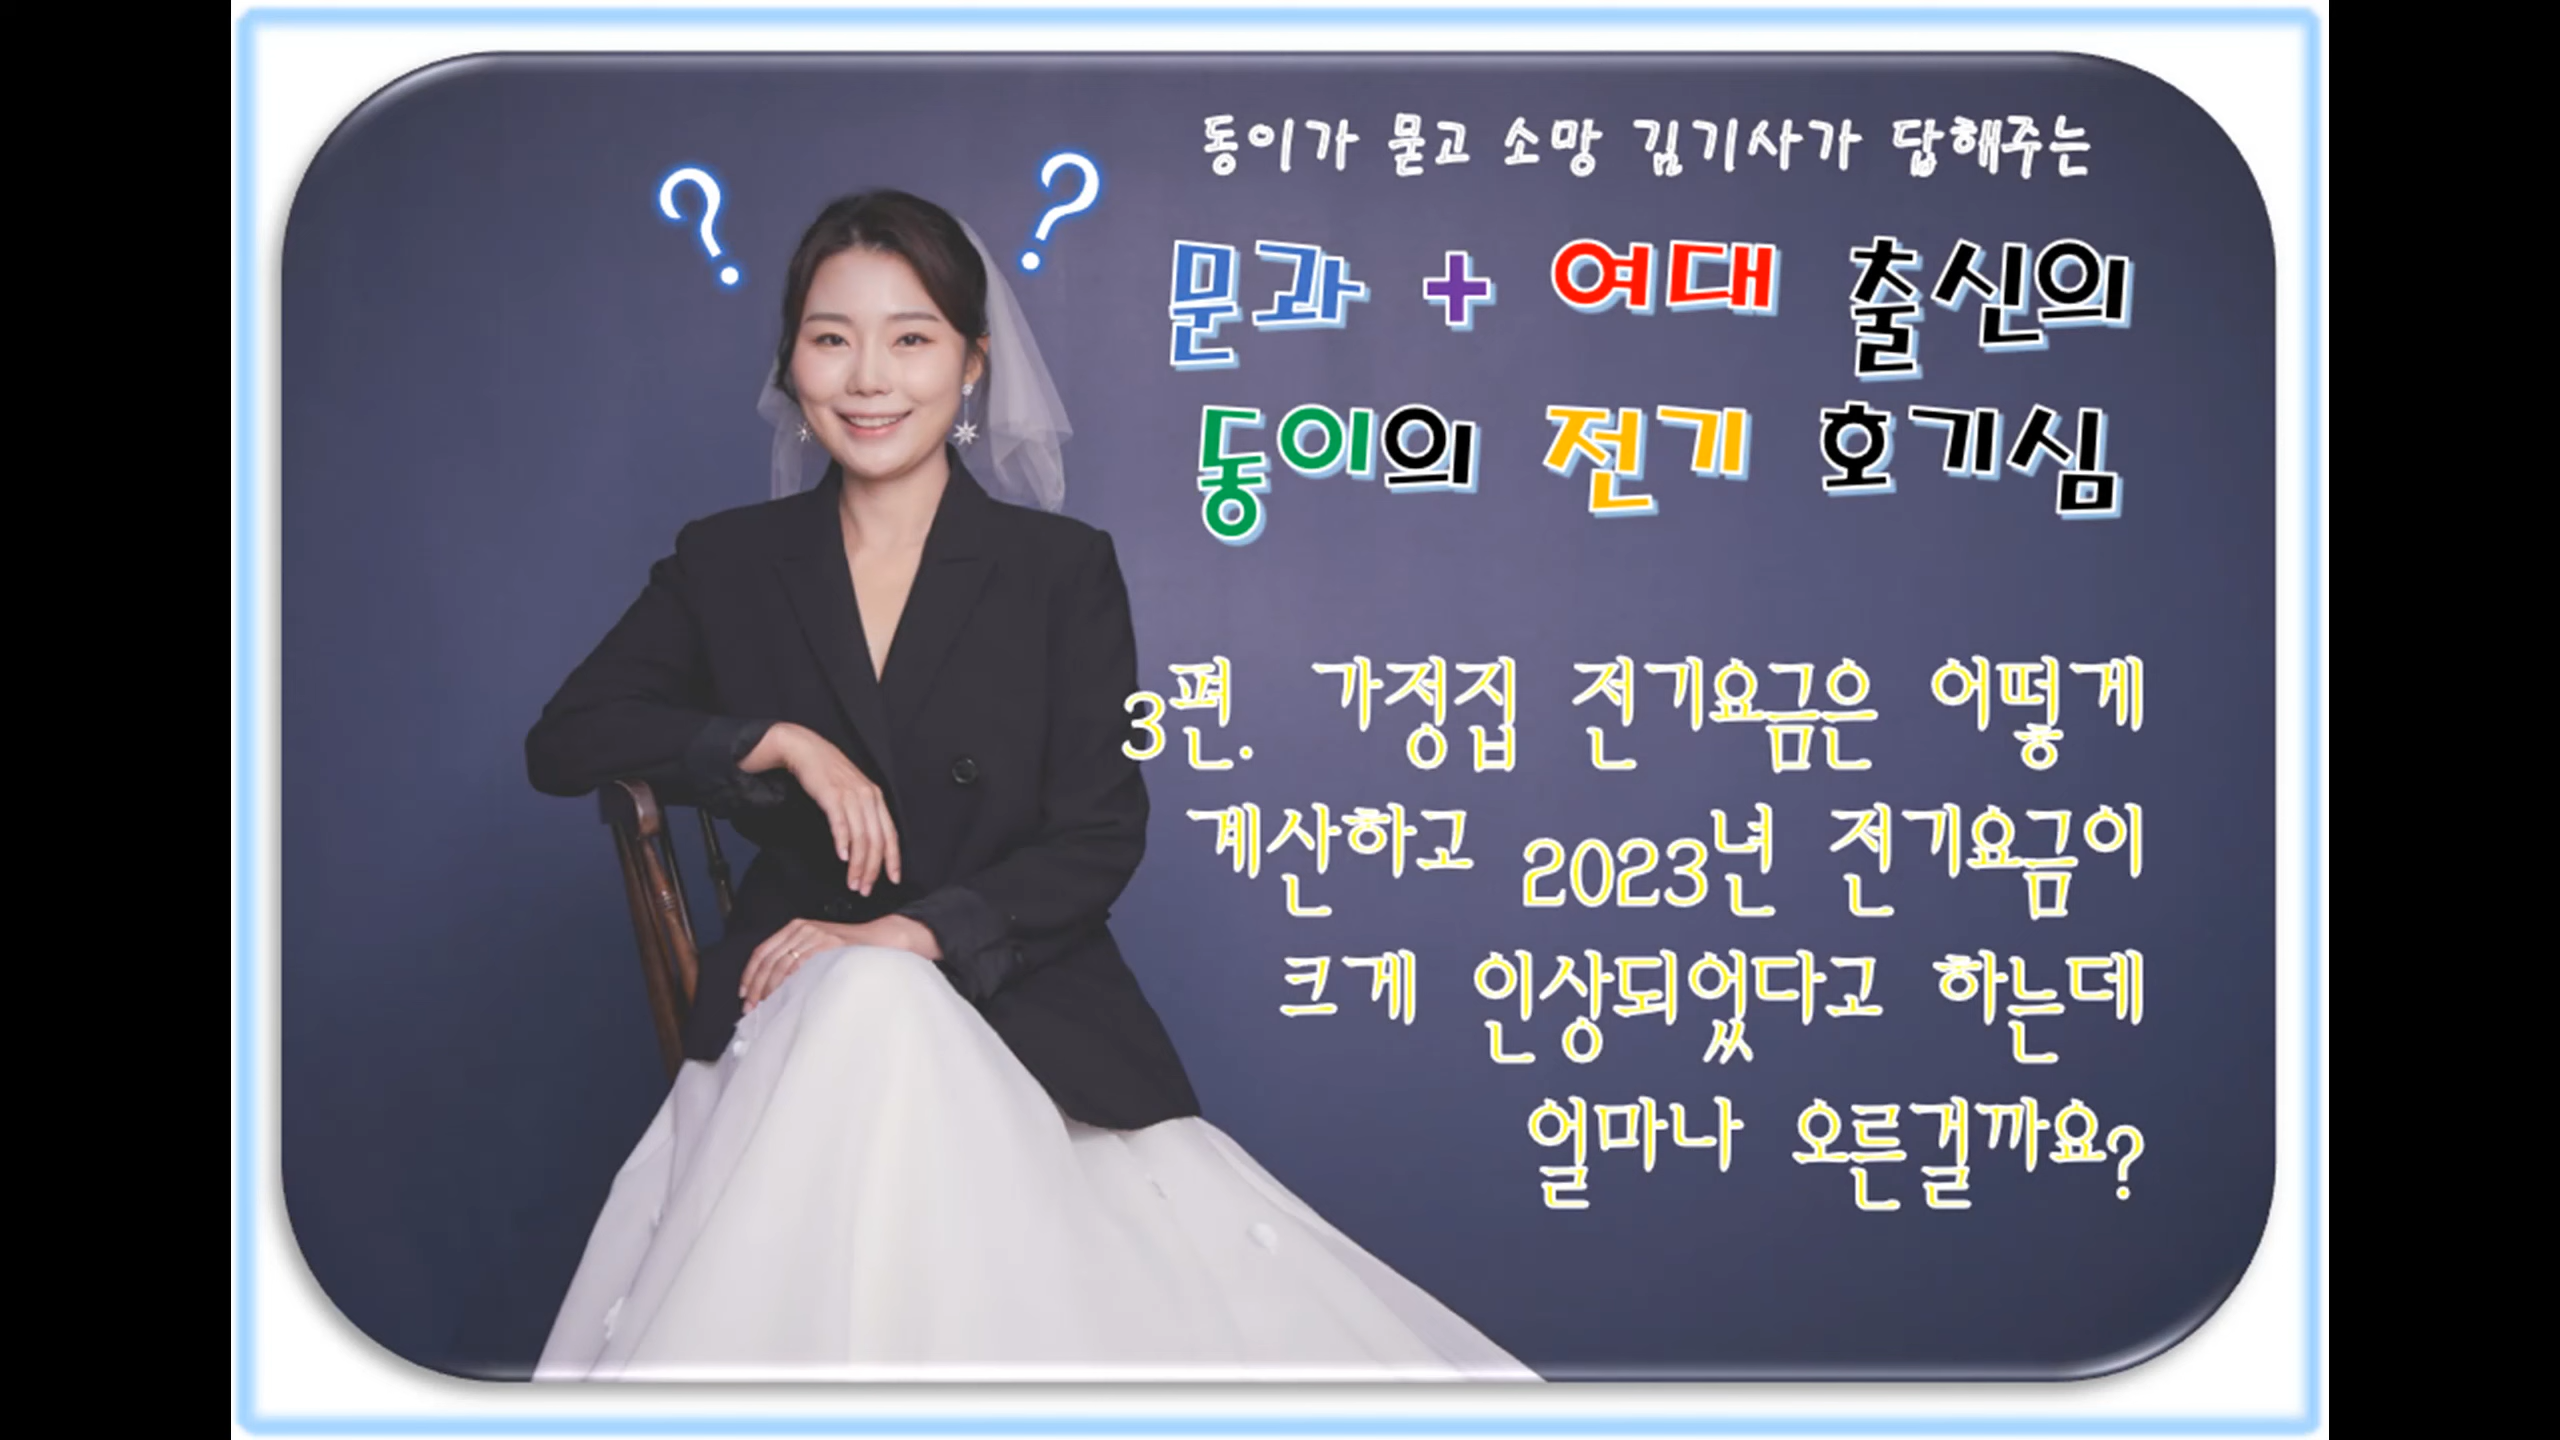 ? ?
동이가 묻고 소망 김기사가 답해주는
문과 + 여대 출신의
동이의 전기 호기심
3편. 가정집 전기요금은 어떻게
계산하고 2023년 전기요금이
크게 인상되었다고 하는데
얼마나 오른걸까요?